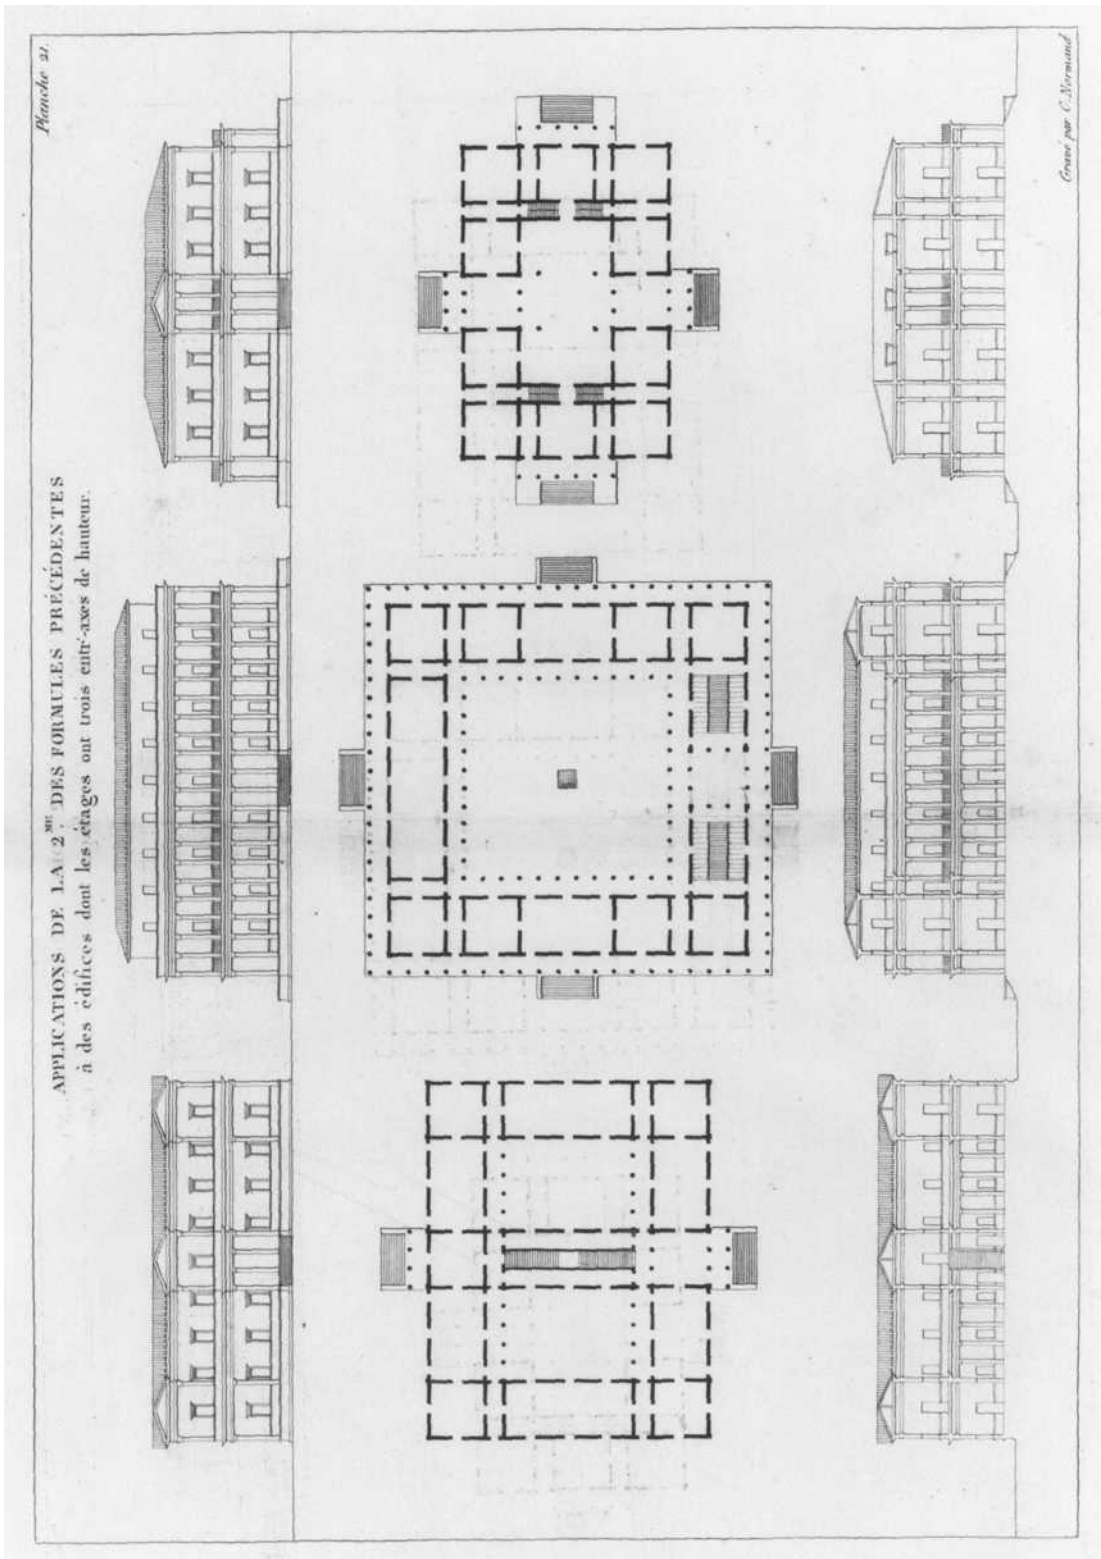 Planche 21.
APPLICATIONS DE LA 2.ME DES FORMULES PRÉCÉDENTES
à des édifices dont les étages ont trois entr'-axes de hauteur.
Gravé par C. Normand